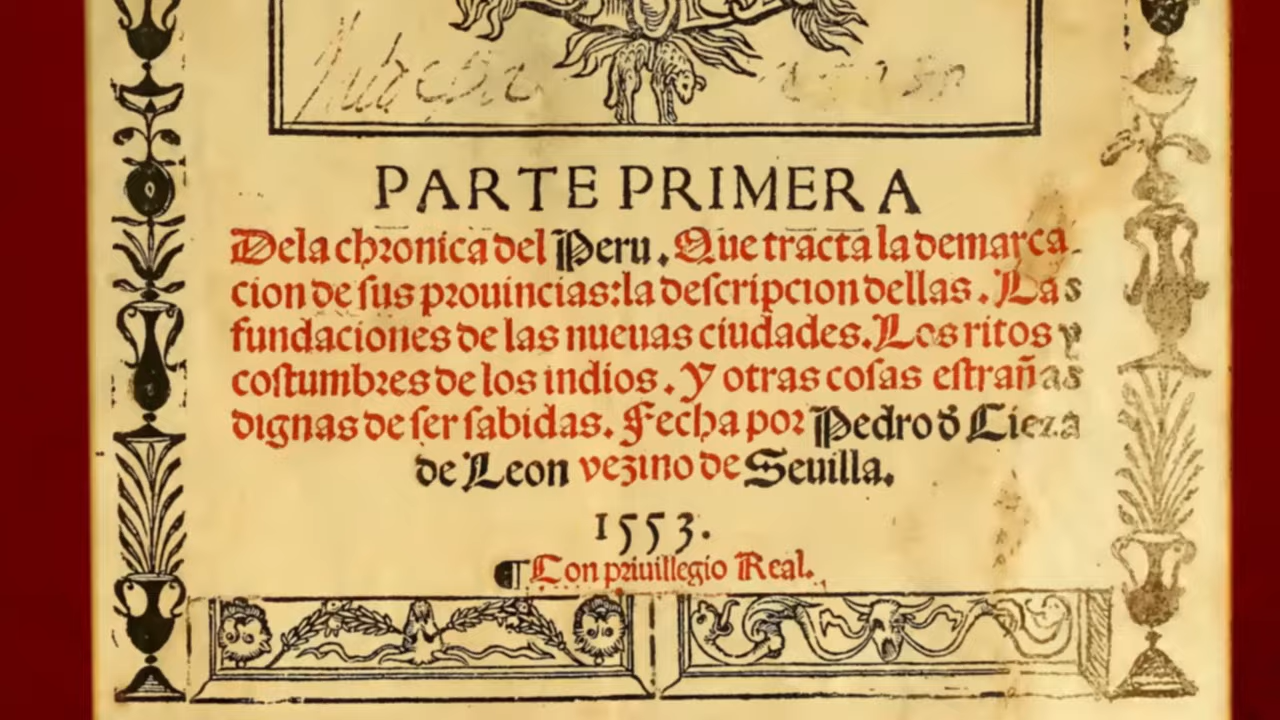 PARTE PRIMERA
Dela chronica del Peru. Que tracta la demarca-
cion de sus prouincias: la descripcion dellas. Las
fundaciones de las nueuas ciudades. Los ritos y
costumbres de los indios. Y otras cosas estrañas
dignas de ser sabidas. Fecha por Pedro d̛ Cieza
de Leon vezino de Seuilla.
1553.
¶Con priuillegio Real.